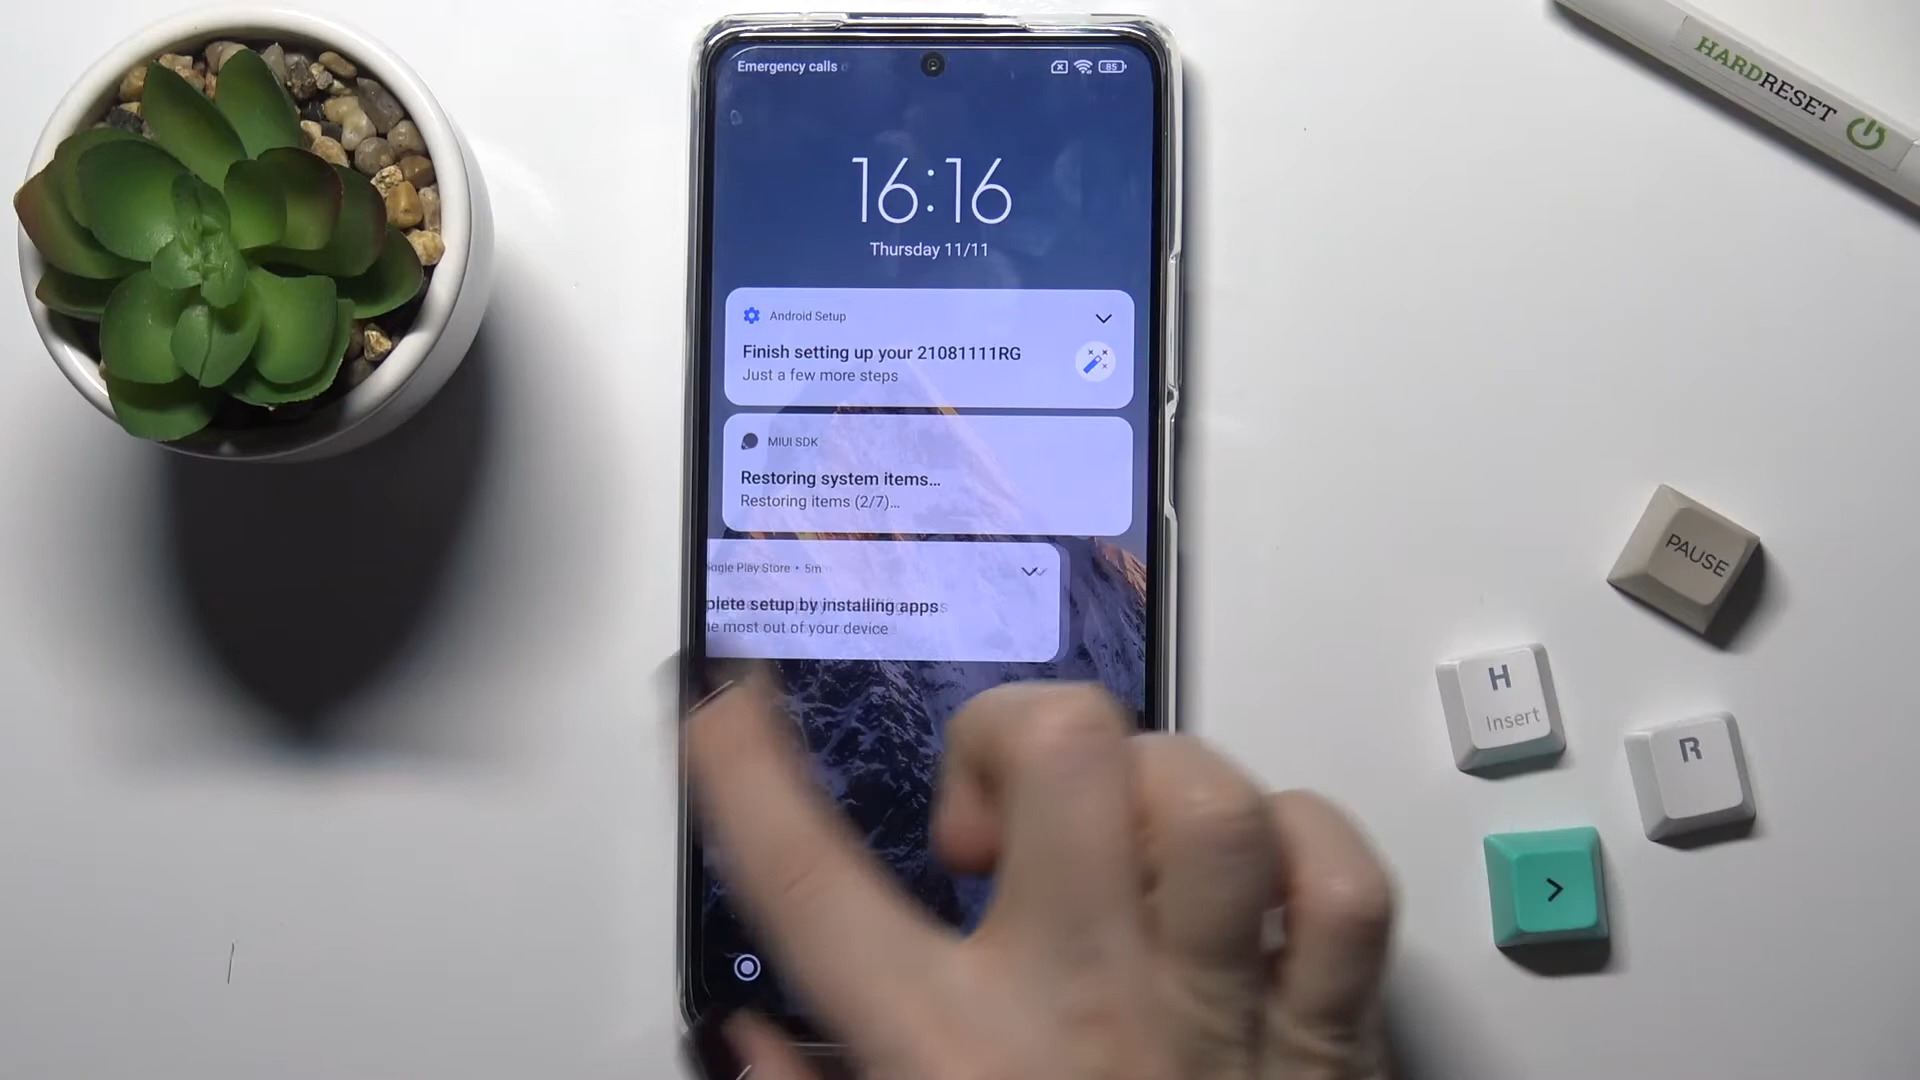 Emergency calls
85
16:16
Thursday 11/11
Android Setup
Finish setting up your 21081111RG
Just a few more steps
MIUI SDK
Restoring system items...
Restoring items (2/7)...
Play Store • 5m
setup by installing apps
most out of your device
HARDRESET
PAUSE
H
Insert
R
>